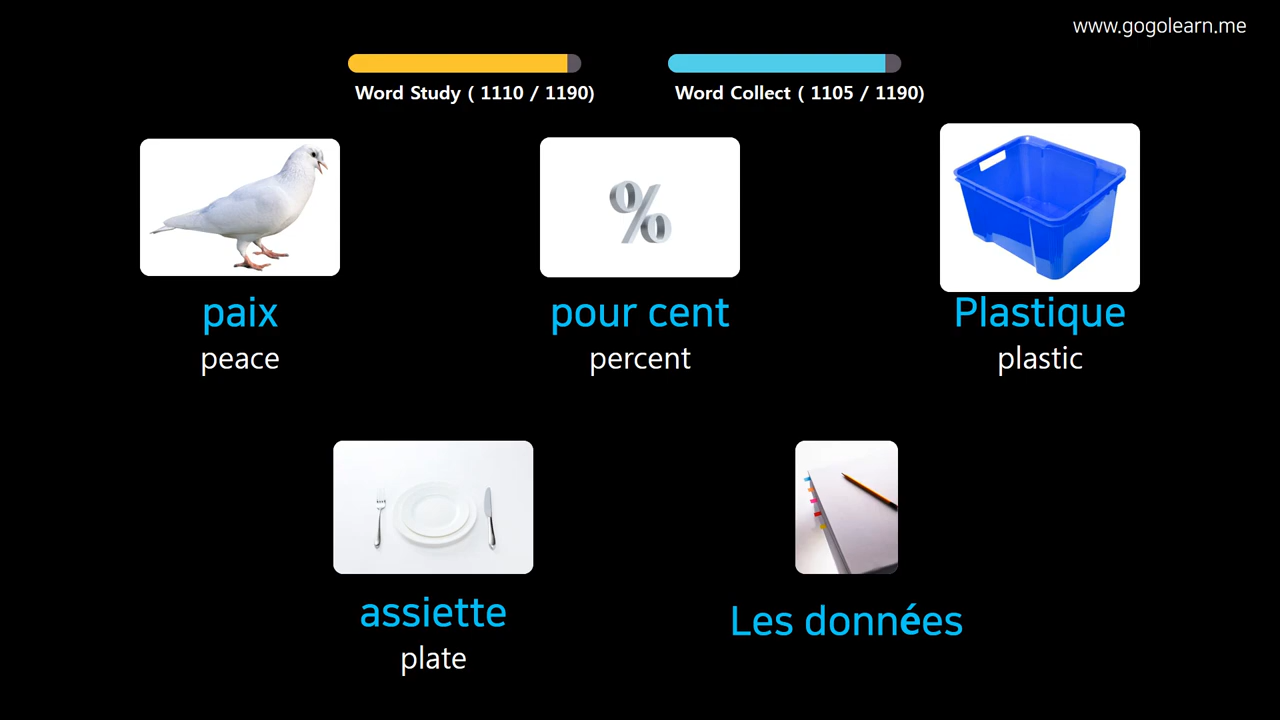 www.gogolearn.me
Word Study ( 1110 / 1190)
Word Collect ( 1105 / 1190)
%
paix
peace
pour cent
percent
Plastique
plastic
assiette
plate
Les données